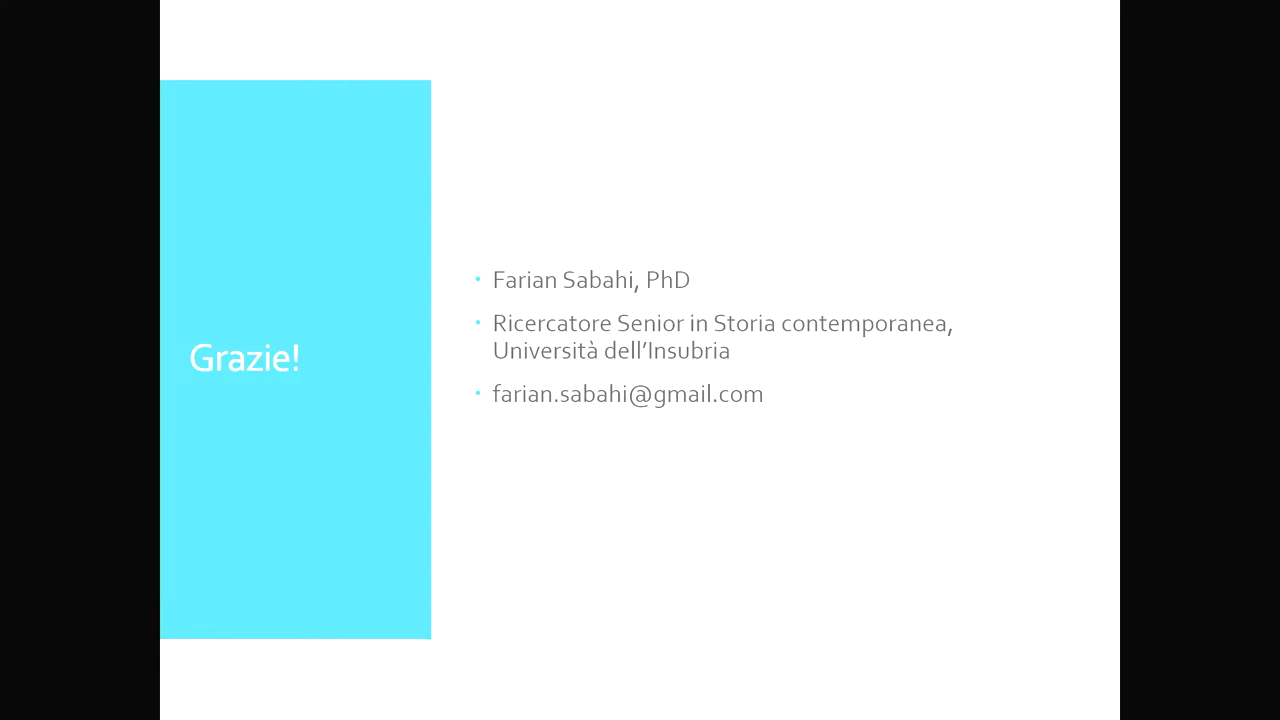 Grazie!
• Farian Sabahi, PhD
• Ricercatore Senior in Storia contemporanea,
Università dell’Insubria
• farian.sabahi@gmail.com